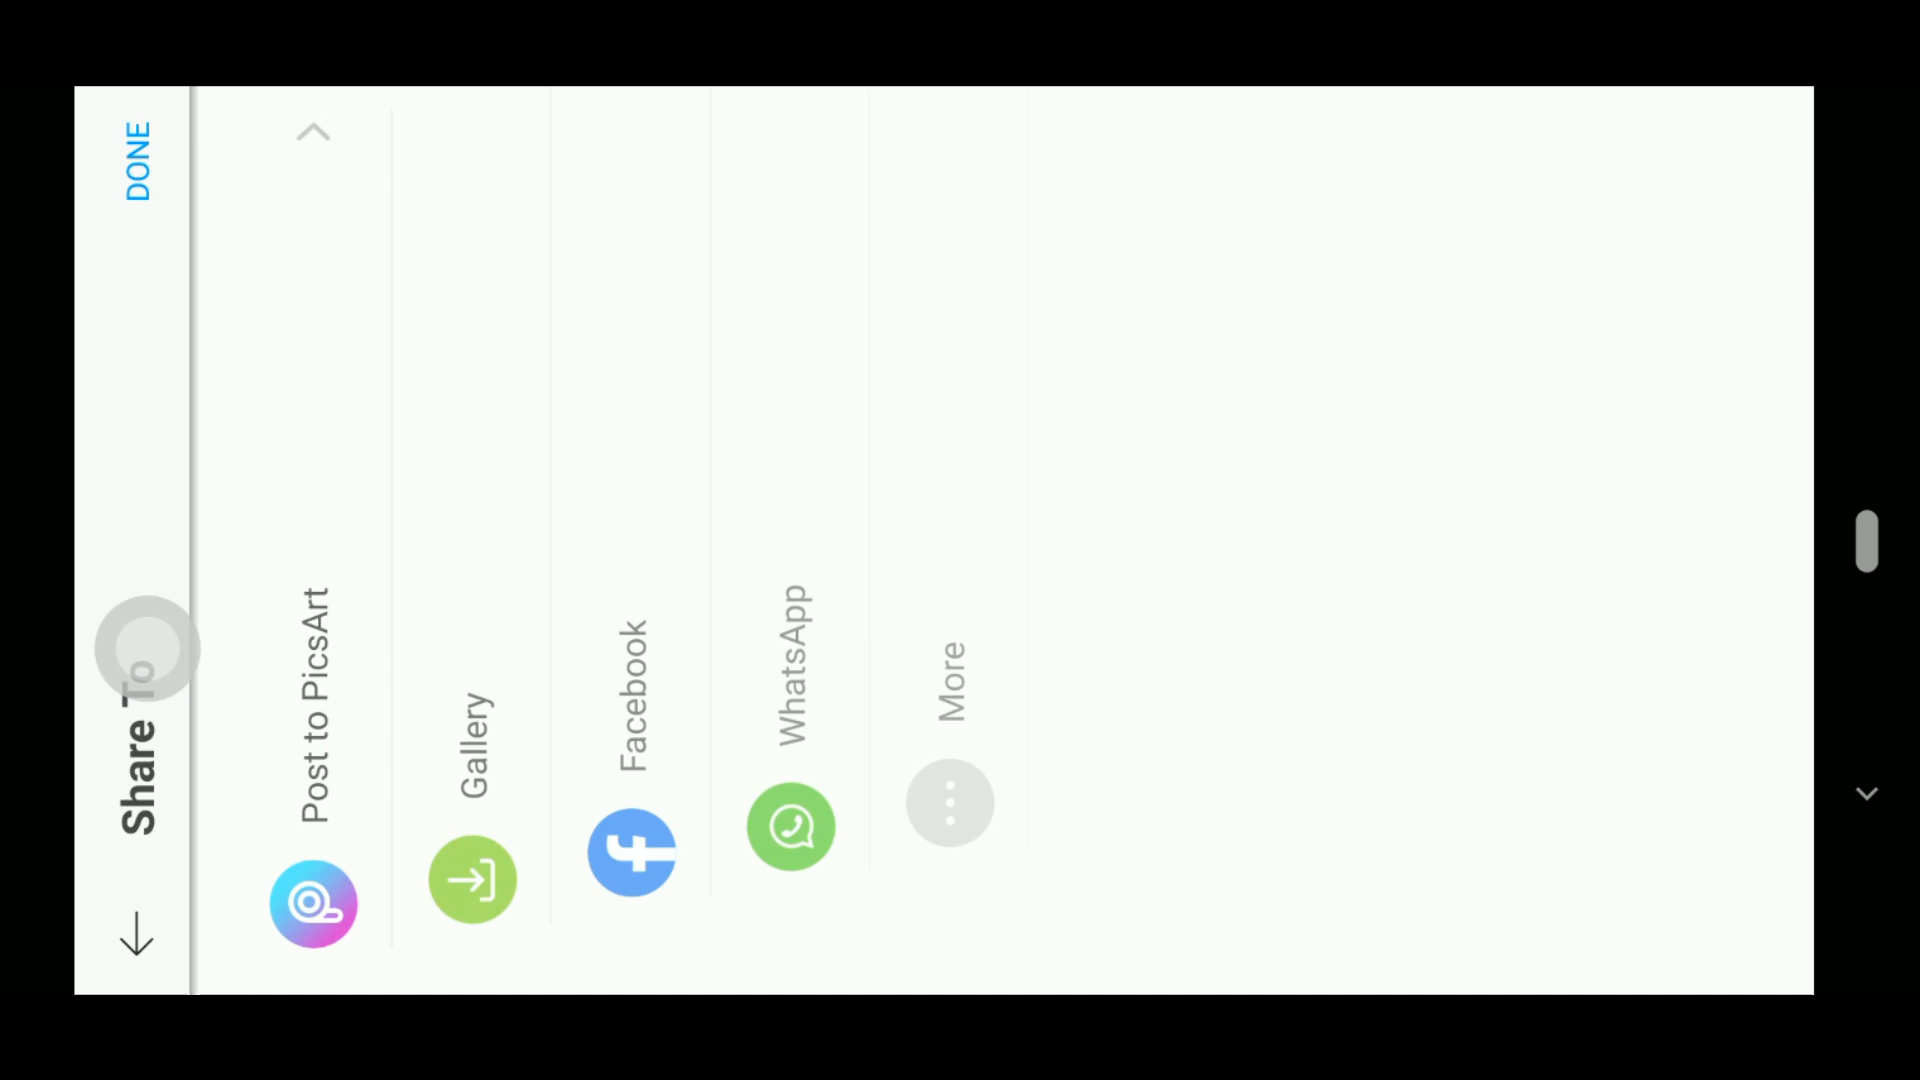 Share To
DONE
Post to PicsArt
Gallery
Facebook
WhatsApp
More